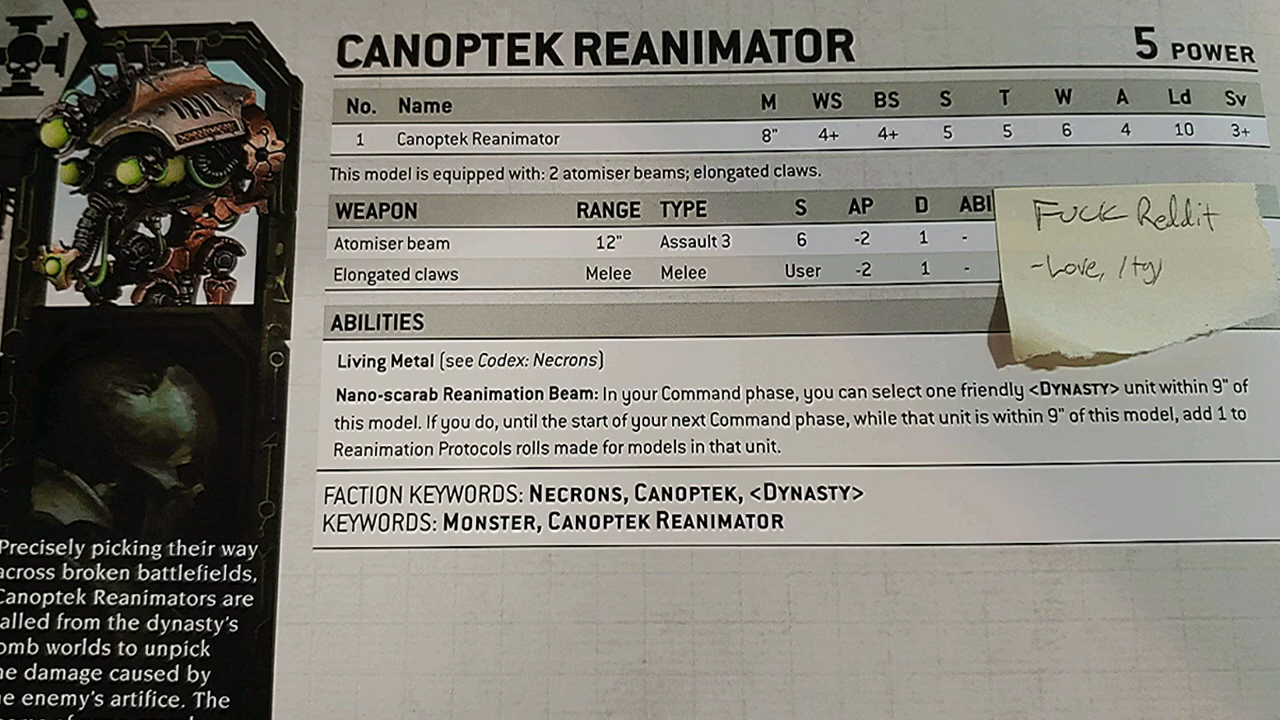 CANOPTEK REANIMATOR
5 POWER
No. Name M WS BS S T W A Ld Sv
1 Canoptek Reanimator 8" 4+ 4+ 5 5 6 4 10 3+
This model is equipped with: 2 atomiser beams; elongated claws.
WEAPON RANGE TYPE S AP D ABI
Atomiser beam 12" Assault 3 6 -2 1 -
Elongated claws Melee Melee User -2 1 -
Fuck Reddit
-Love, /tg/
ABILITIES
Living Metal (see Codex: Necrons)
Nano-scarab Reanimation Beam: In your Command phase, you can select one friendly <DYNASTY> unit within 9" of
this model. If you do, until the start of your next Command phase, while that unit is within 9" of this model, add 1 to
Reanimation Protocols rolls made for models in that unit.
FACTION KEYWORDS: NECRONS, CANOPTEK, <DYNASTY>
KEYWORDS: MONSTER, CANOPTEK REANIMATOR
Precisely picking their way
across broken battlefields,
Canoptek Reanimators are
alled from the dynasty's
omb worlds to unpick
he damage caused by
e enemy's artifice. The